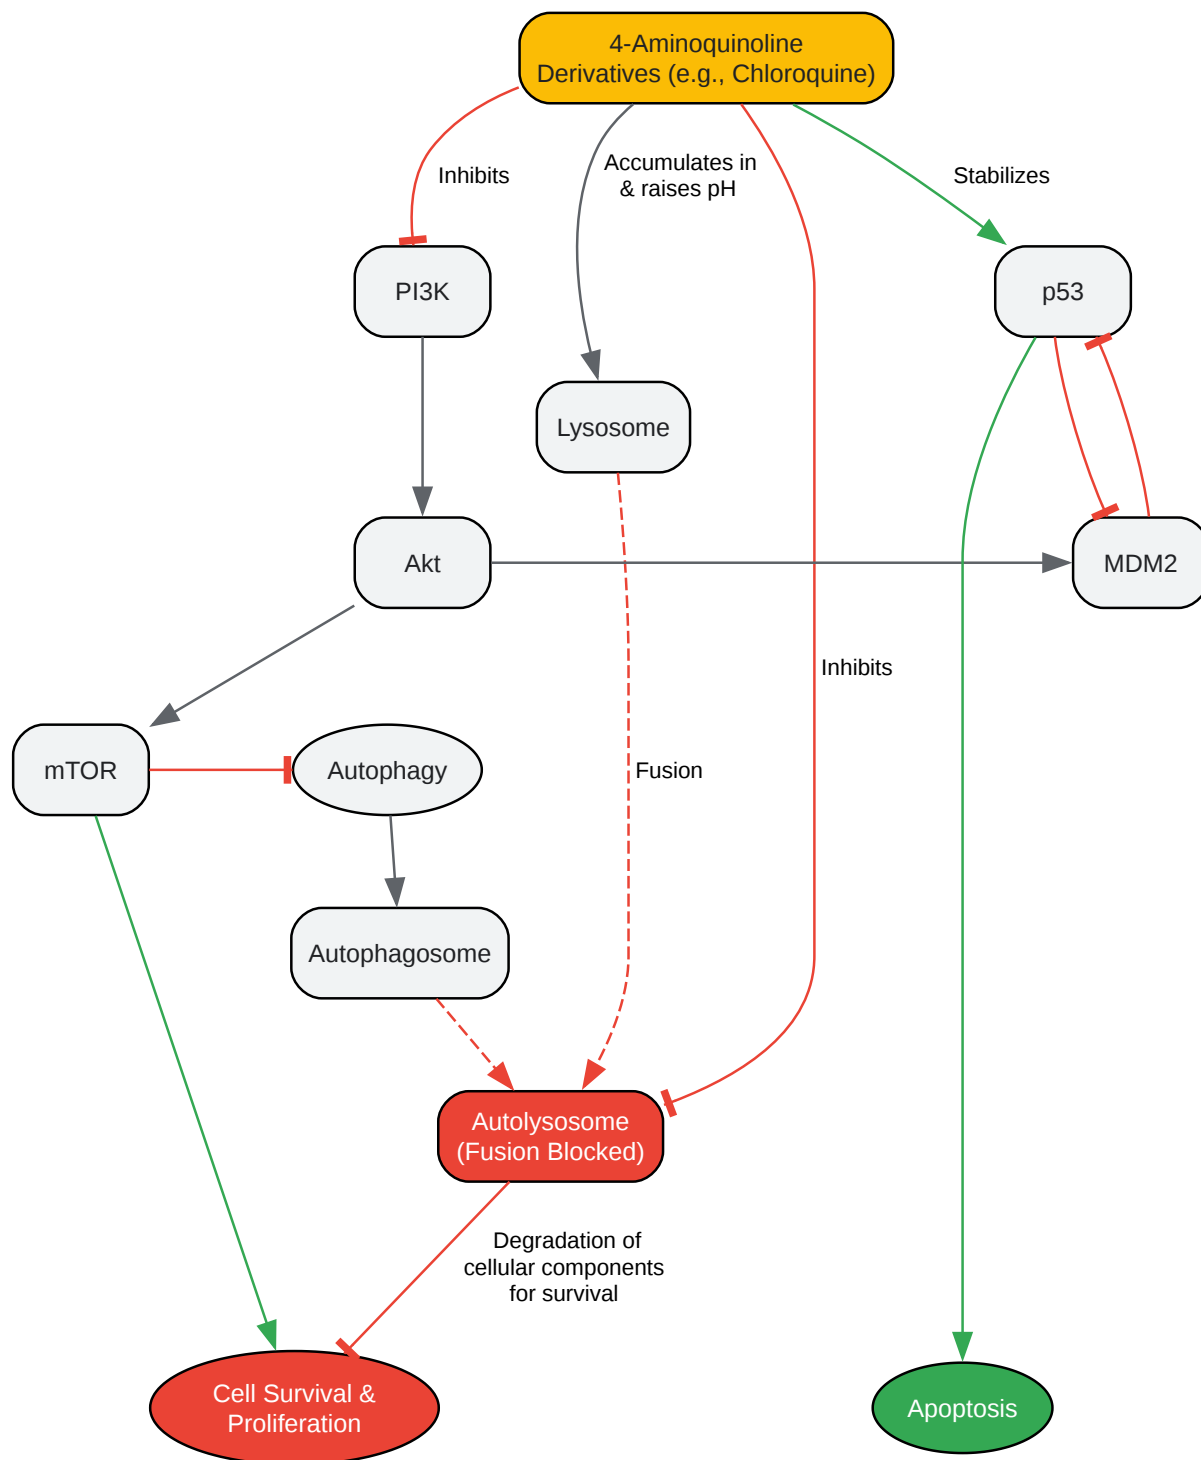 4-Aminoquinoline
Derivatives (e.g., Chloroquine)
Inhibits
Accumulates in
& raises pH
Stabilizes
PI3K
p53
Lysosome
Akt
MDM2
Inhibits
mTOR
Autophagy
Fusion
Autophagosome
Autolysosome
(Fusion Blocked)
Degradation of
cellular components
for survival
Cell Survival &
Proliferation
Apoptosis